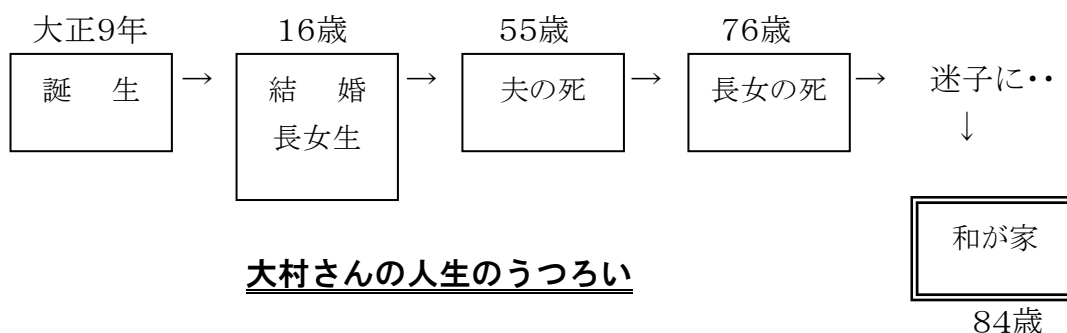 大正9年 16歳 55歳 76歳
誕 生 → 結 婚 → 夫の死 → 長女の死 → 迷子に・・
長女生 ↓
和が家
大村さんの人生のうつろい
84歳